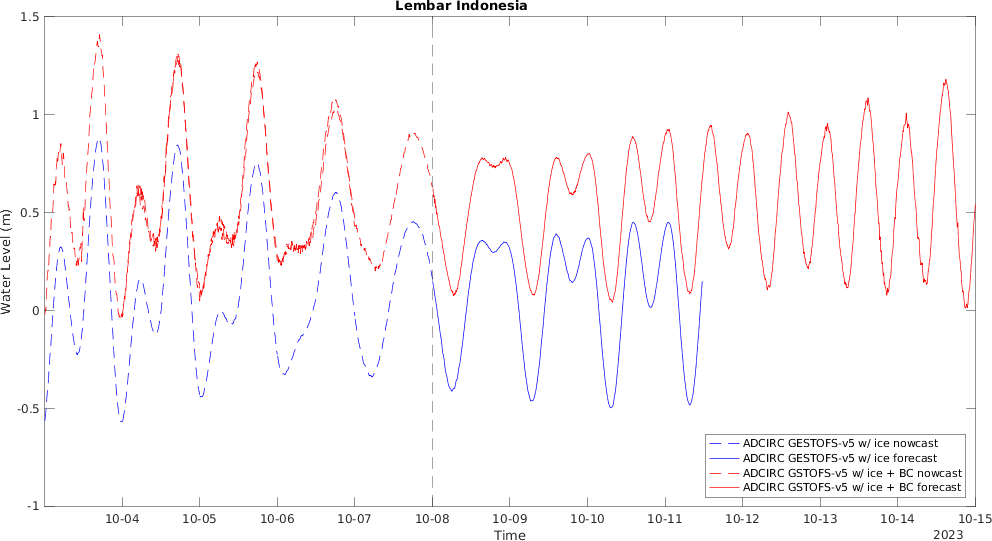 Lembar Indonesia
1.5
1
0.5
0
-0.5
-1
Water Level (m)
10-04
10-05
10-06
10-07
10-08
10-09
10-10
10-11
10-12
10-13
10-14
10-15
Time
2023
ADCIRC GESTOFS-v5 w/ ice nowcast
ADCIRC GESTOFS-v5 w/ ice forecast
ADCIRC GSTOFS-v5 w/ ice + BC nowcast
ADCIRC GSTOFS-v5 w/ ice + BC forecast